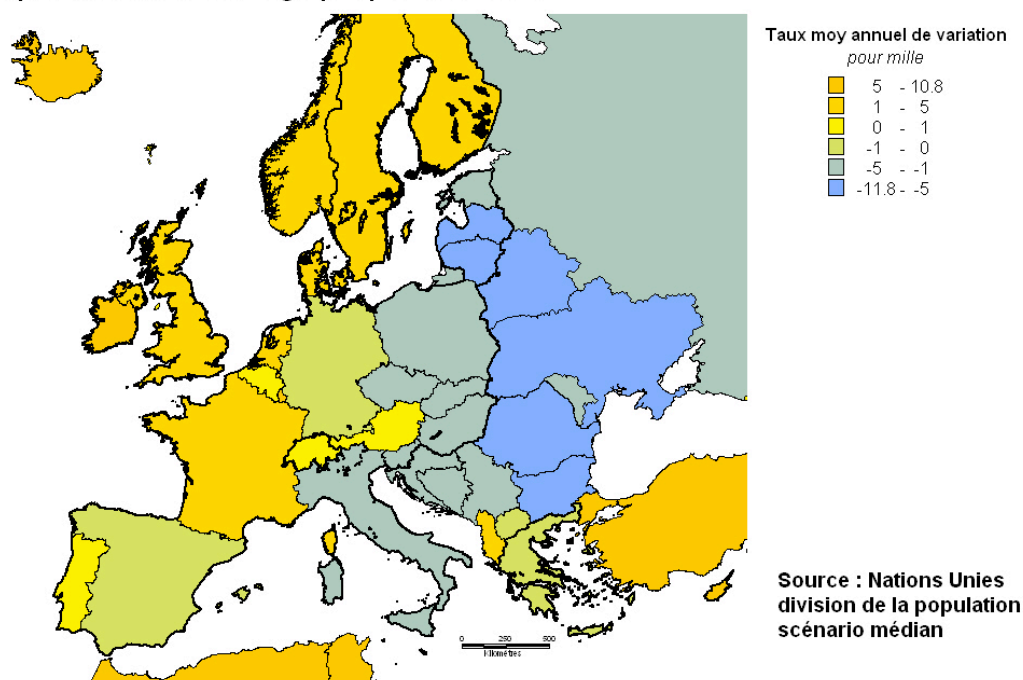 Taux moy annuel de variation
pour mille
5 - 10.8
1 - 5
0 - 1
-1 - 0
-5 - -1
-11.8 - -5
Source : Nations Unies
division de la population
scénario médian
0 250 500
Kilomètres